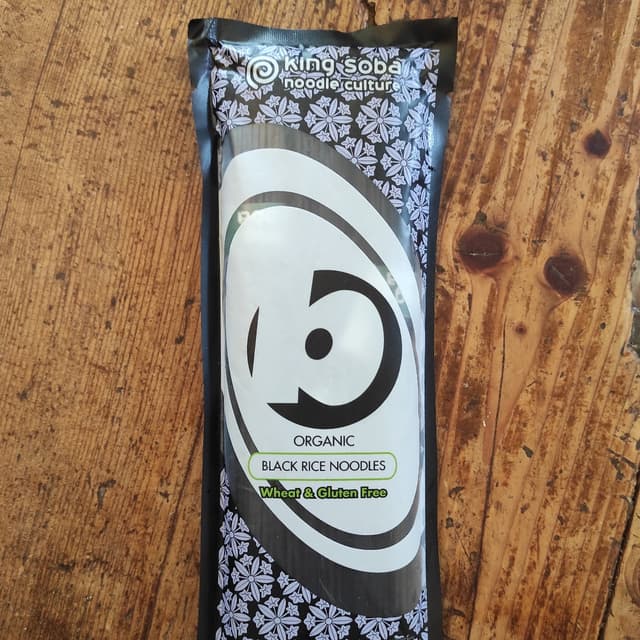 king soba
noodle culture
ORGANIC
BLACK RICE NOODLES
Wheat & Gluten Free